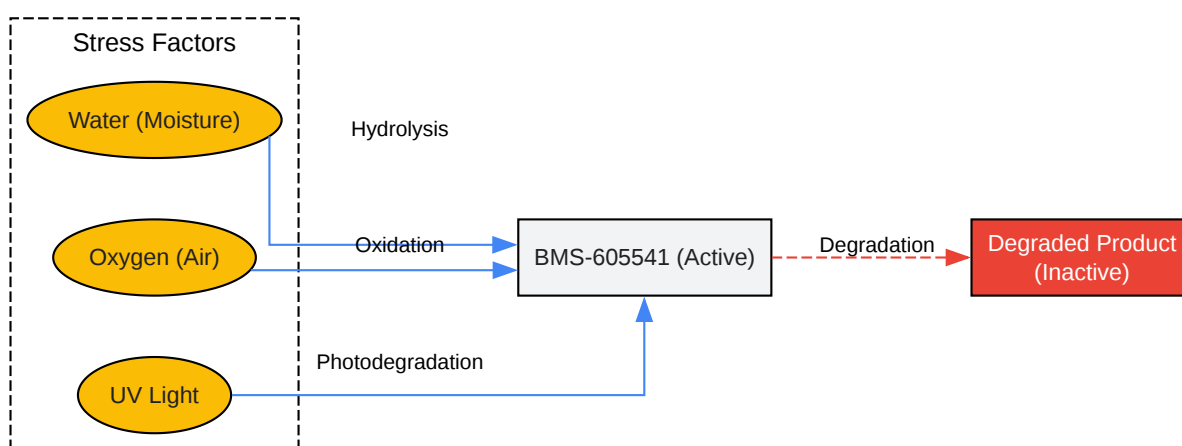 Stress Factors
Water (Moisture)
Hydrolysis
Oxygen (Air)
Oxidation
BMS-605541 (Active)
Degradation
Degraded Product
(Inactive)
Photodegradation
UV Light